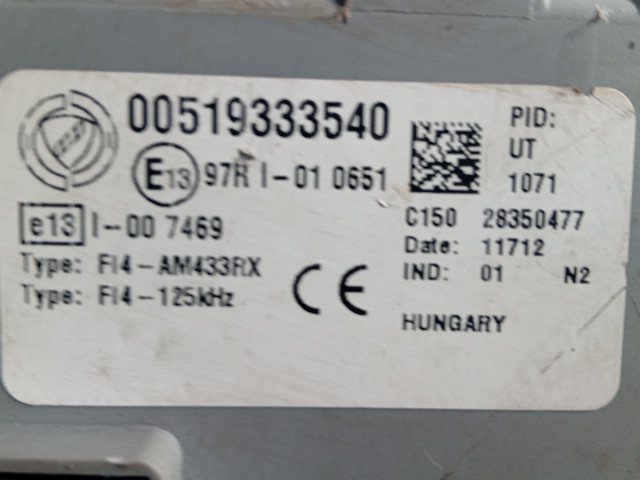 00519333540
E13 97R I-01 0651
e13 I-00 7469
Type: FI4-AM433RX
Type: FI4-125kHz
CE
PID:
UT
1071
C150 28350477
Date: 11712
IND: 01 N2
HUNGARY